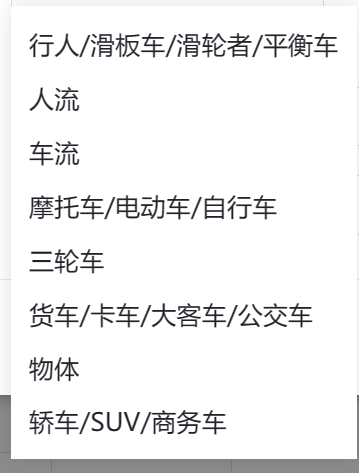 行人/滑板车/滑轮者/平衡车
人流
车流
摩托车/电动车/自行车
三轮车
货车/卡车/大客车/公交车
物体
轿车/SUV/商务车